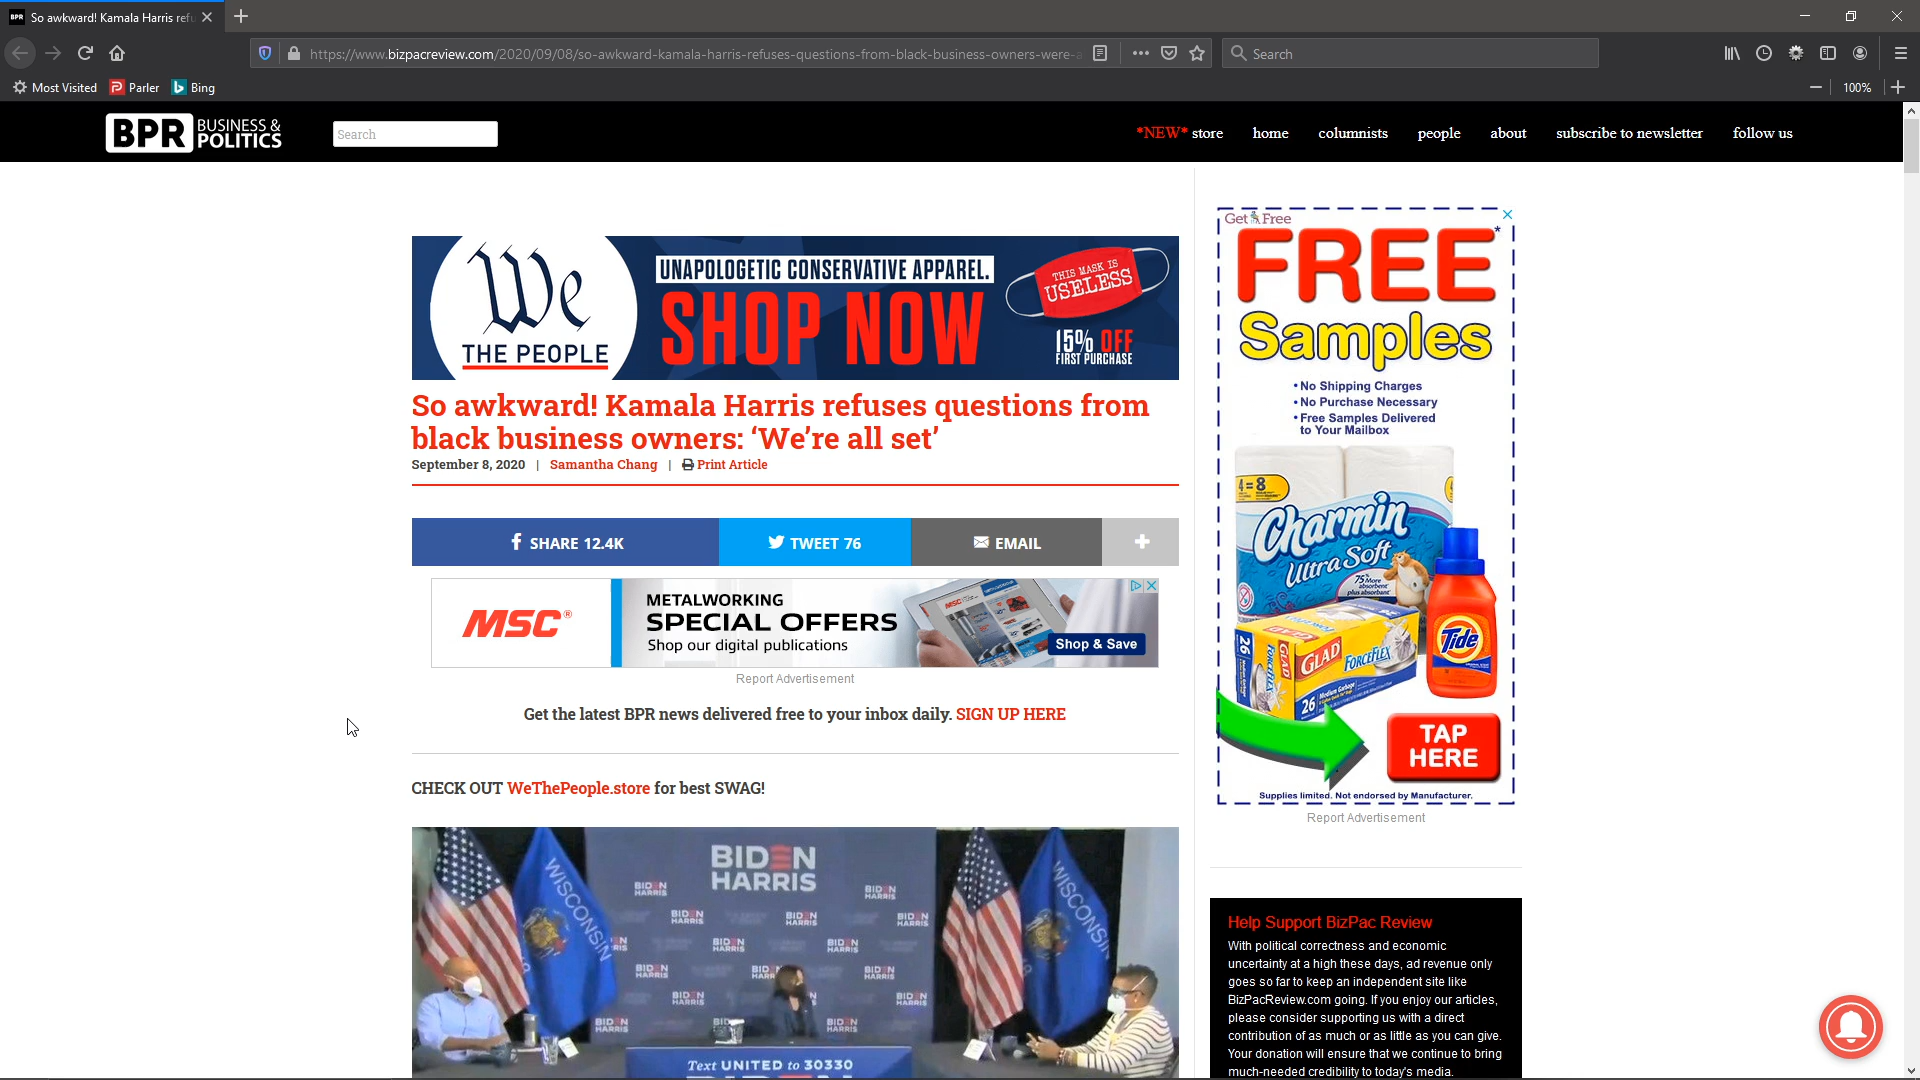 So awkward! Kamala Harris refu
https://www.bizpacreview.com/2020/09/08/so-awkward-kamala-harris-refuses-questions-from-black-business-owners-were-a
Search
Most Visited
Parler
Bing
100%
BPR BUSINESS & POLITICS
Search
*NEW* store
home
columnists
people
about
subscribe to newsletter
follow us
We
THE PEOPLE
UNAPOLOGETIC CONSERVATIVE APPAREL.
SHOP NOW
THIS MASK IS
USELESS
15% OFF
FIRST PURCHASE
So awkward! Kamala Harris refuses questions from
black business owners: ‘We’re all set’
September 8, 2020 | Samantha Chang | Print Article
SHARE 12.4K
TWEET 76
EMAIL
MSC®
METALWORKING
SPECIAL OFFERS
Shop our digital publications
Shop & Save
Report Advertisement
Get the latest BPR news delivered free to your inbox daily. SIGN UP HERE
CHECK OUT WeThePeople.store for best SWAG!
BIDEN
HARRIS
WISCONSIN
WISCONSIN
Text UNITED to 30330
Get Free
FREE*
Samples
• No Shipping Charges
• No Purchase Necessary
• Free Samples Delivered
to Your Mailbox
4=8
Charmin
Ultra Soft
75% More
absorbent
plus absorbant
GLAD
FORCEFLEX
26
Tide
TAP
HERE
Supplies limited. Not endorsed by Manufacturer.
Report Advertisement
Help Support BizPac Review
With political correctness and economic
uncertainty at a high these days, ad revenue only
goes so far to keep an independent site like
BizPacReview.com going. If you enjoy our articles,
please consider supporting us with a direct
contribution of as much or as little as you can give.
Your donation will ensure that we continue to bring
much-needed credibility to today's media.